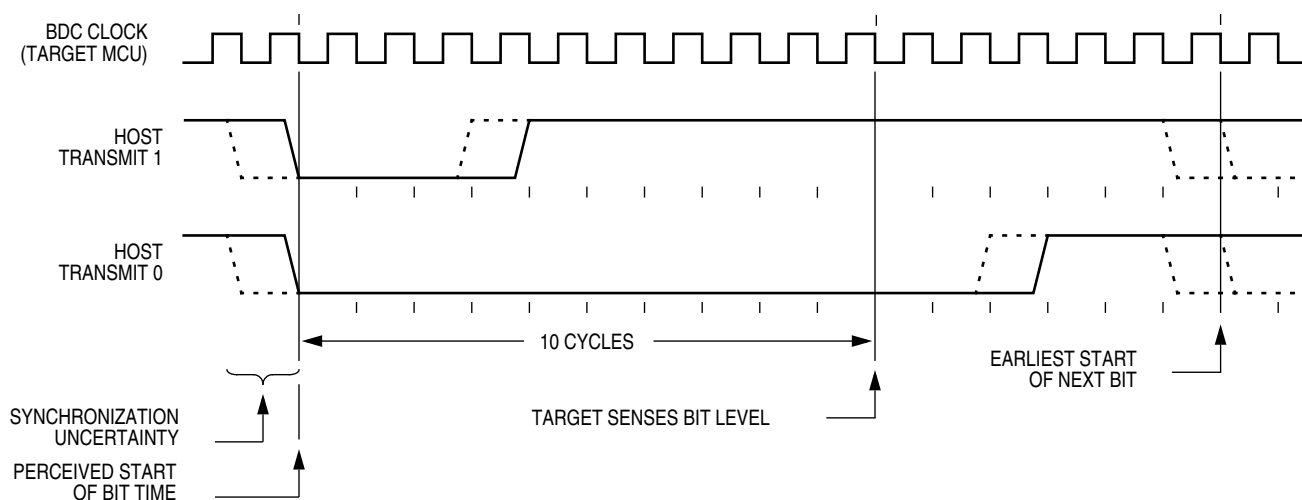 BDC CLOCK
(TARGET MCU)
HOST
TRANSMIT 1
HOST
TRANSMIT 0
10 CYCLES
EARLIEST START
OF NEXT BIT
TARGET SENSES BIT LEVEL
SYNCHRONIZATION
UNCERTAINTY
PERCEIVED START
OF BIT TIME